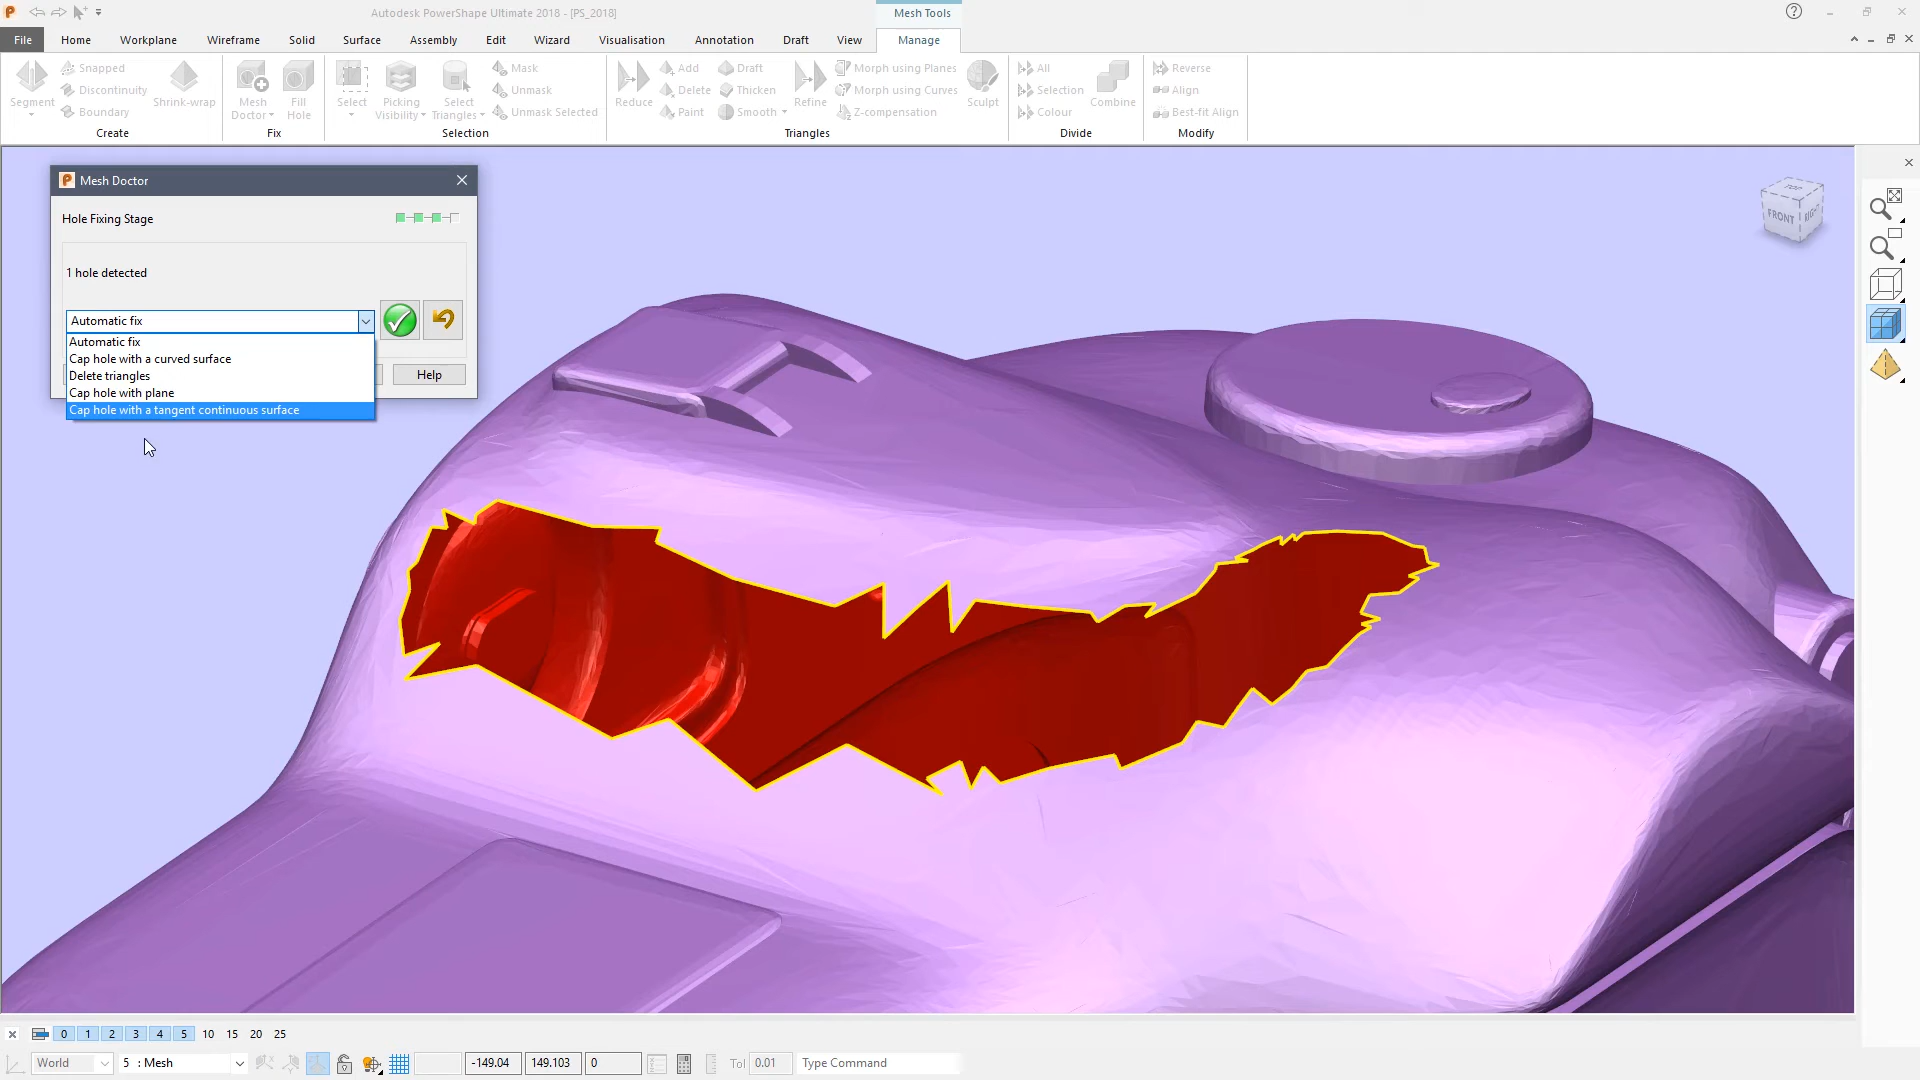 Autodesk PowerShape Ultimate 2018 - [PS_2018]
Mesh Tools
File Home Workplane Wireframe Solid Surface Assembly Edit Wizard Visualisation Annotation Draft View Manage
Segment Snapped Discontinuity Boundary Shrink-wrap
Create
Mesh Doctor Fill Hole
Fix
Select Picking Visibility Select Triangles Mask Unmask Unmask Selected
Selection
Reduce Add Delete Paint Draft Thicken Smooth Refine Morph using Planes Morph using Curves Z-compensation Sculpt
Triangles
All Selection Colour Combine
Divide
Reverse Align Best-fit Align
Modify
Mesh Doctor
Hole Fixing Stage
1 hole detected
Automatic fix
Automatic fix
Cap hole with a curved surface
Delete triangles
Cap hole with plane
Cap hole with a tangent continuous surface
Help
TOP
FRONT RIGHT
0 1 2 3 4 5 10 15 20 25
World 5 : Mesh -149.04 149.103 0 Tol 0.01 Type Command